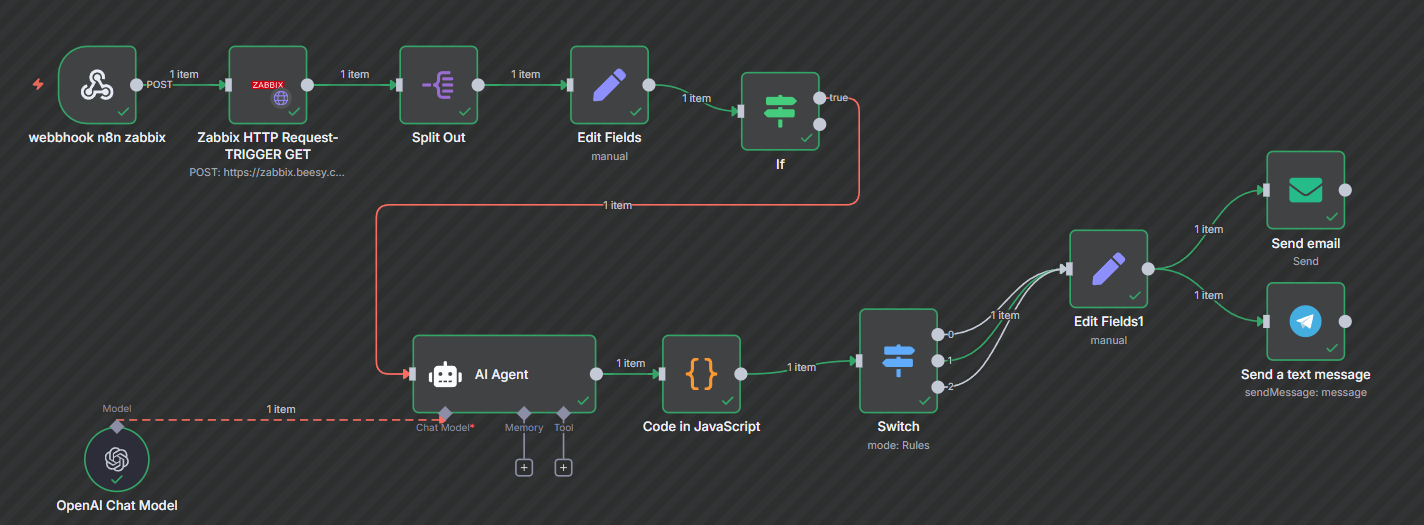 POST
1 item
1 item
1 item
1 item
true
ZABBIX
webbhook n8n zabbix
Zabbix HTTP Request-
TRIGGER GET
POST: https://zabbix.beesy.c...
Split Out
Edit Fields
manual
If
1 item
1 item
Send email
Send
1 item
Edit Fields1
manual
Send a text message
sendMessage: message
1 item
0
1
2
AI Agent
1 item
1 item
Code in JavaScript
Switch
mode: Rules
Model
1 item
Chat Model*
Memory
Tool
+
+
OpenAI Chat Model